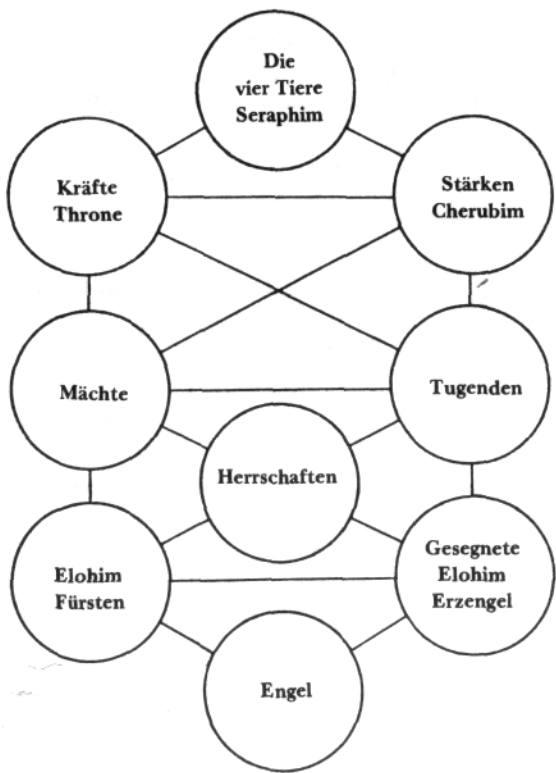 Die
vier Tiere
Seraphim
Kräfte
Throne
Stärken
Cherubim
Mächte
Tugenden
Herrschaften
Elohim
Fürsten
Gesegnete
Elohim
Erzengel
Engel